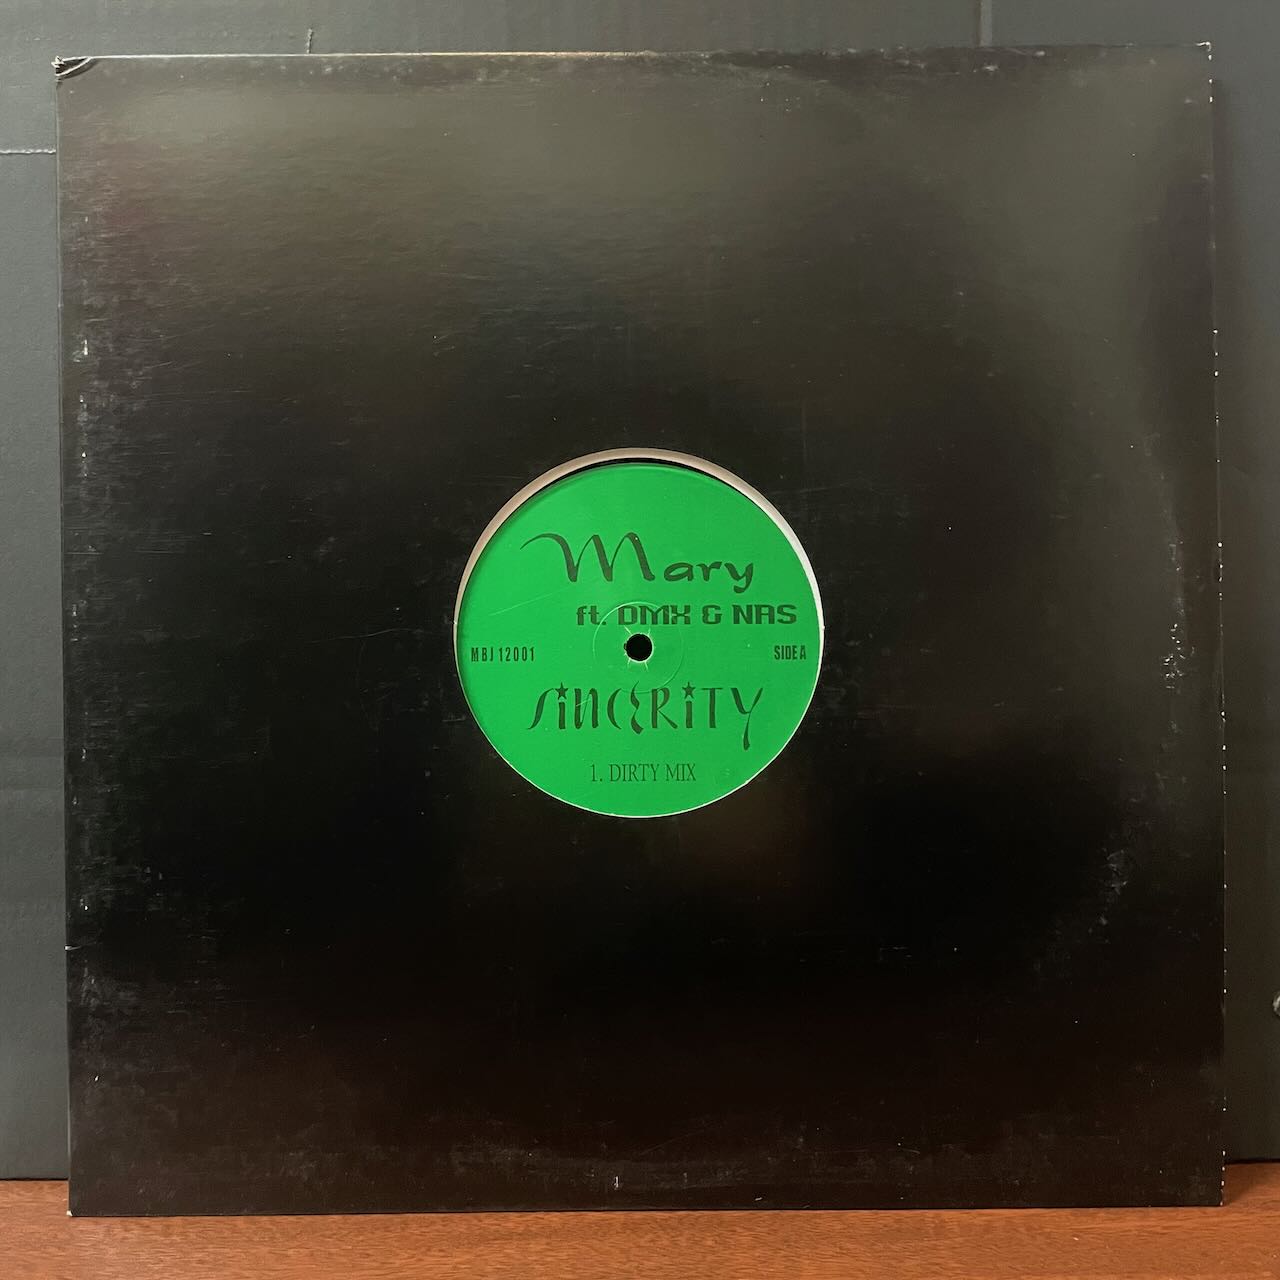 Mary
ft. DMX & NAS
MBJ 12001 SIDE A
SiNCERiTY
1. DIRTY MIX